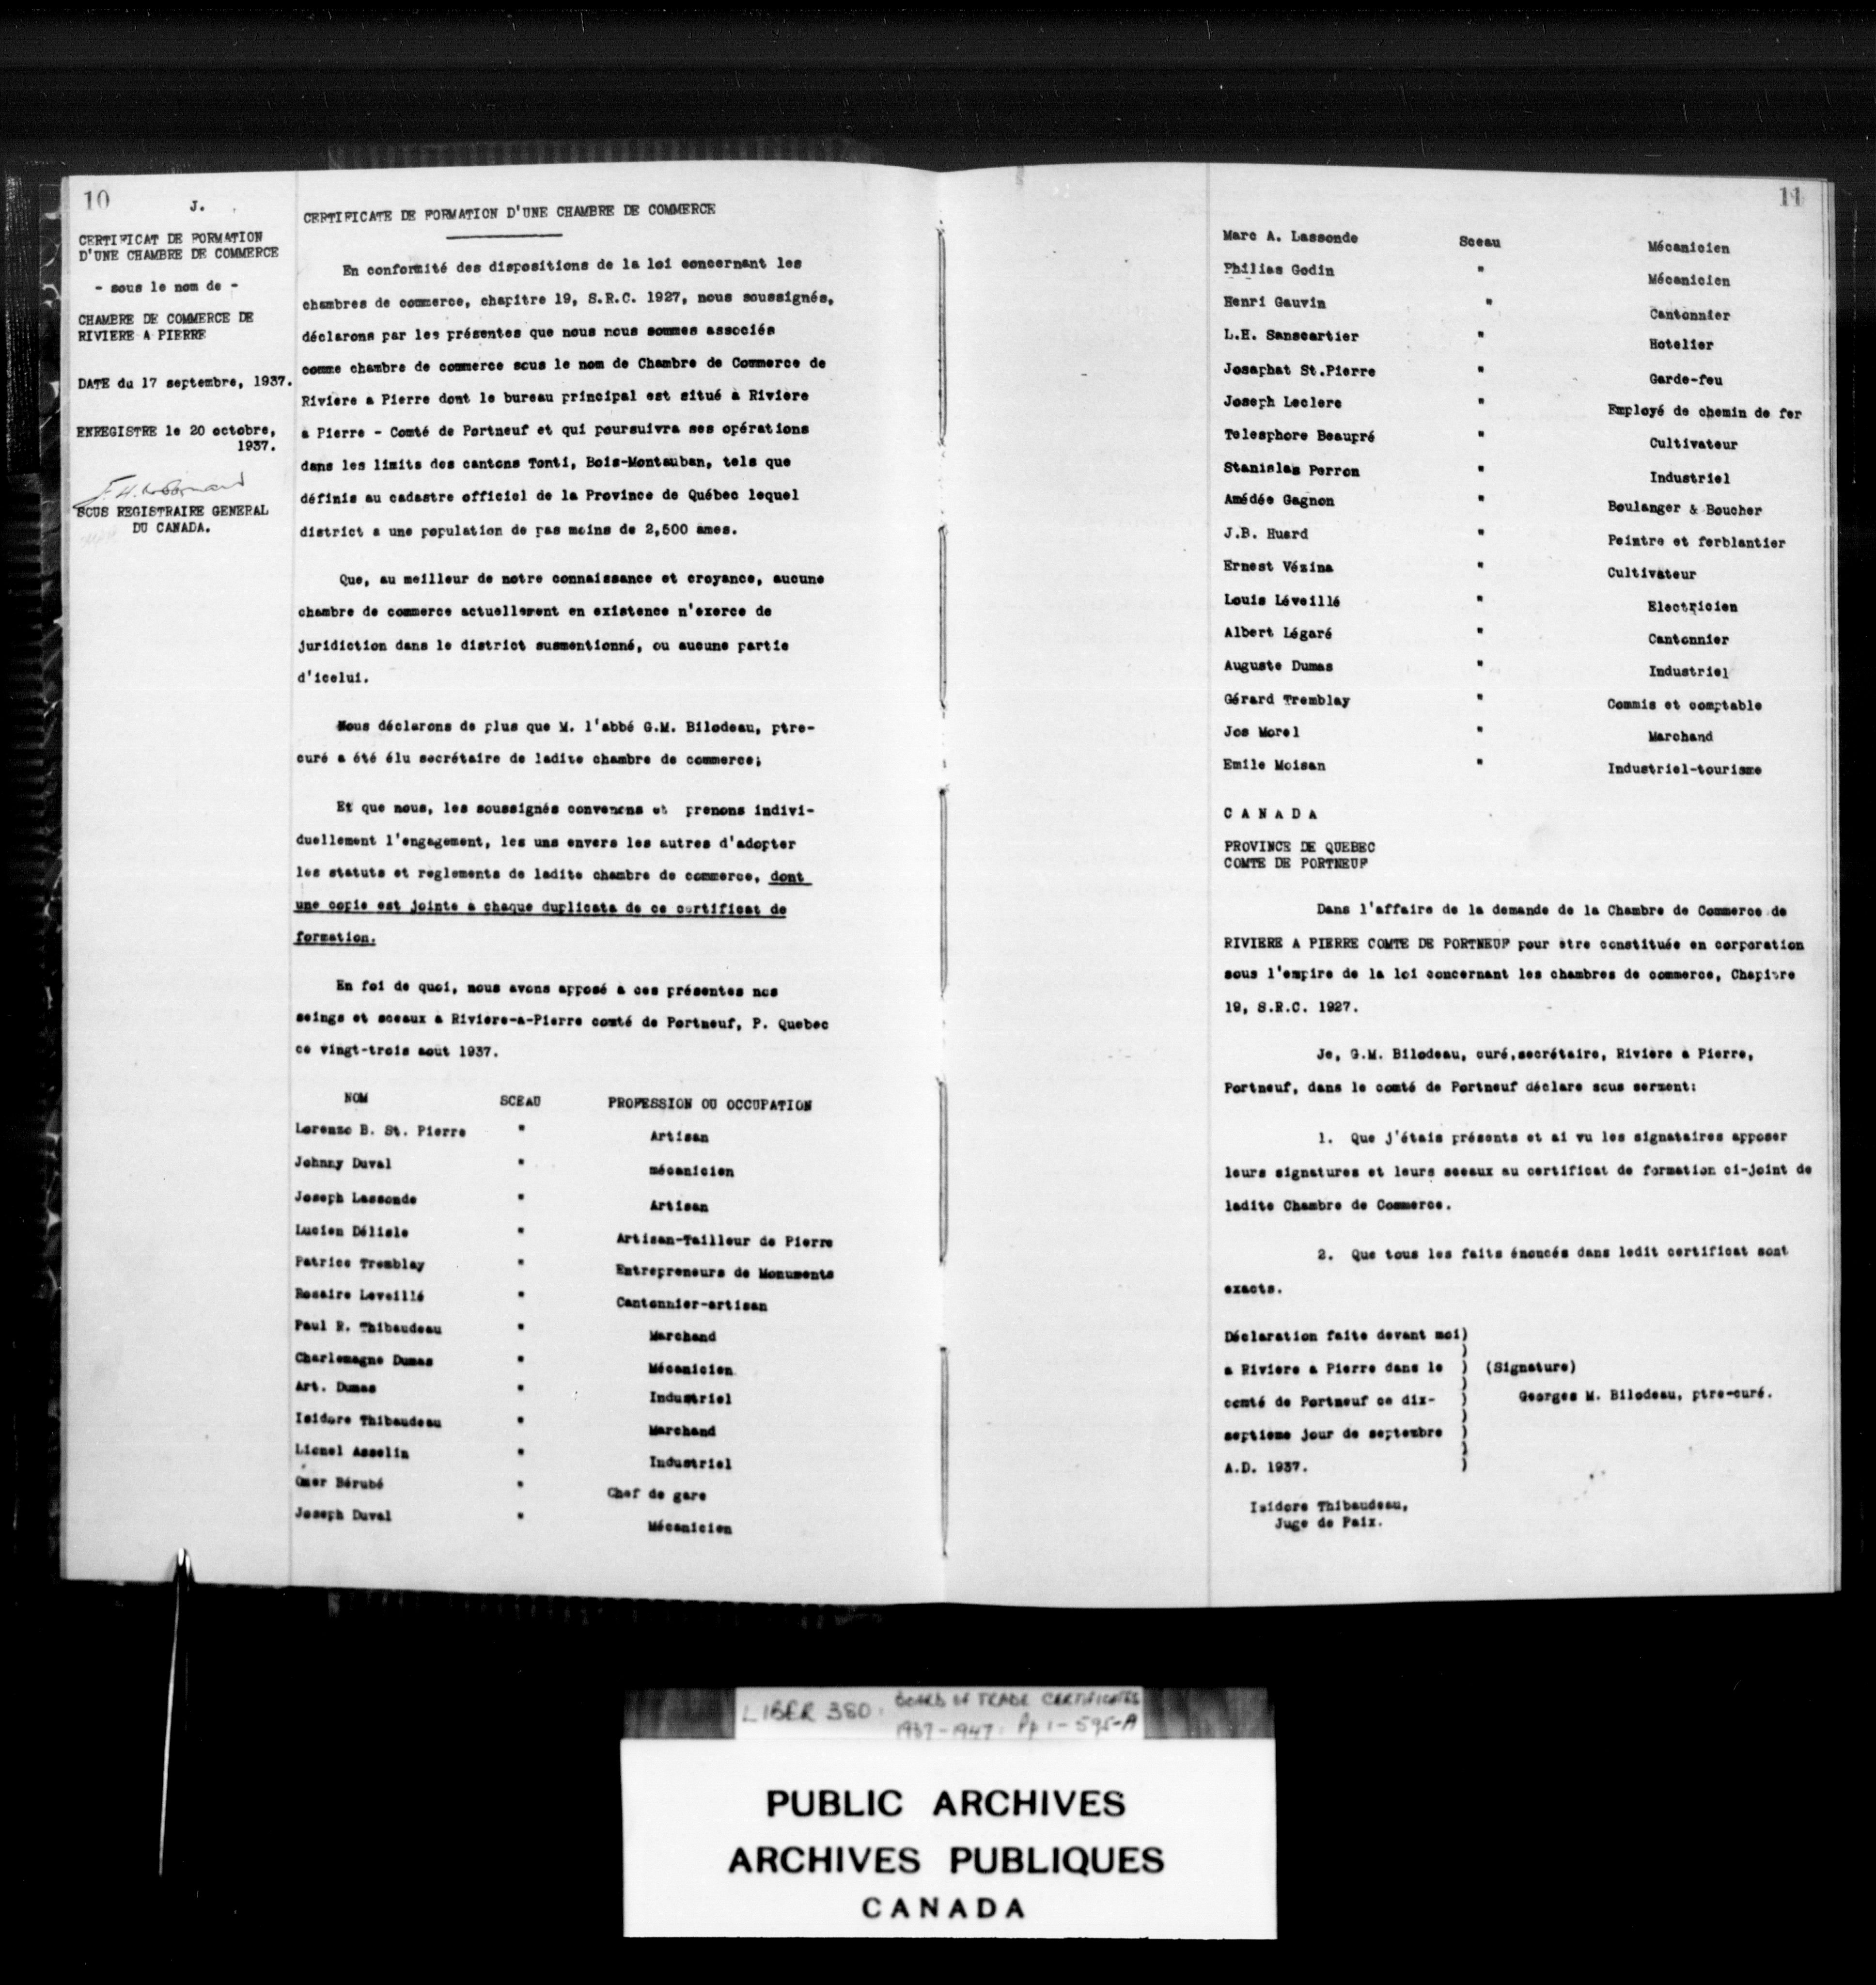 10
J.
CERTIFICAT DE FORMATION
D'UNE CHAMBRE DE COMMERCE
- sous le nom de -
CHAMBRE DE COMMERCE DE
RIVIERE A PIERRE
DATE du 17 septembre, 1937.
ENREGISTRE le 20 octobre,
1937.
SOUS REGISTRAIRE GENERAL
DU CANADA.
CERTIFICATE DE FORMATION D'UNE CHAMBRE DE COMMERCE
En conformité des dispositions de la loi concernant les
chambres de commerce, chapitre 19, S.R.C. 1927, nous soussignés,
déclarons par les présentes que nous nous sommes associés
comme chambre de commerce sous le nom de Chambre de Commerce de
Riviere a Pierre dont le bureau principal est situé à Riviere
a Pierre - Comté de Portneuf et qui poursuivra ses opérations
dans les limits des cantons Tonti, Bois-Montauban, tels que
définis au cadastre officiel de la Province de Québec lequel
district a une population de pas moins de 2,500 ames.
Que, au meilleur de notre connaissance et croyance, aucune
chambre de commerce actuellement en existence n'exerce de
juridiction dans le district susmentionné, ou aucune partie
d'icelui.
Nous déclarons de plus que M. l'abbé G.M. Bilodeau, ptre-
curé a été élu secrétaire de ladite chambre de commerce;
Et que nous, les soussignés convenons et prenons indivi-
duellement l'engagement, les uns envers les autres d'adopter
les statuts et reglements de ladite chambre de commerce, dont
une copie est jointe a chaque duplicata de ce certificat de
formation.
En foi de quoi, nous avons apposé a ces présentes nos
seings et sceaux a Riviere-a-Pierre comté de Portneuf, P. Quebec
ce vingt-trois aout 1937.
NOM SCEAU PROFESSION OU OCCUPATION
Lorenzo B. St. Pierre " Artisan
Johnny Duval " mécanicien
Joseph Lassonde " Artisan
Lucien Délisle " Artisan-Tailleur de Pierre
Patrice Tremblay " Entrepreneurs de Monuments
Rosaire Leveillé " Cantonnier-artisan
Paul R. Thibaudeau " Marchand
Charlemagne Dumas " Mécanicien
Art. Dumas " Industriel
Isidore Thibaudeau " Marchand
Lionel Asselin " Industriel
Omer Bérubé " Chef de gare
Joseph Duval " Mécanicien
11
Marc A. Lassonde Sceau Mécanicien
Philias Godin " Mécanicien
Henri Gauvin " Cantonnier
L.H. Sanscartier " Hotelier
Josaphat St.Pierre " Garde-feu
Joseph Leclerc " Employé de chemin de fer
Telesphore Beaupré " Cultivateur
Stanislas Perron " Industriel
Amédée Gagnon " Boulanger & Boucher
J.B. Huard " Peintre et ferblantier
Ernest Vézina " Cultivateur
Louis Léveillé " Electricien
Albert Légaré " Cantonnier
Auguste Dumas " Industriel
Gérard Tremblay " Commis et comptable
Jos Morel " Marchand
Emile Moisan " Industriel-tourisme
C A N A D A
PROVINCE DE QUEBEC
COMTE DE PORTNEUF
Dans l'affaire de la demande de la Chambre de Commerce de
RIVIERE A PIERRE COMTE DE PORTNEUF pour etre constituée en corporation
sous l'empire de la loi concernant les chambres de commerce, Chapitre
19, S.R.C. 1927.
Je, G.M. Bilodeau, curé,secrétaire, Riviere a Pierre,
Portneuf, dans le comté de Portneuf déclare sous serment:
1. Que j'étais présents et ai vu les signataires apposer
leurs signatures et leurs sceaux au certificat de formation ci-joint de
ladite Chambre de Commerce.
2. Que tous les faits énoncés dans ledit certificat sont
exacts.
Déclaration faite devant moi)
)
a Riviere a Pierre dans le ) (Signature)
)
comté de Portneuf ce dix- ) Georges M. Bilodeau, ptre-curé.
)
septieme jour de septembre )
)
A.D. 1937. )
Isidore Thibaudeau,
Juge de Paix.
LIBER 380: BOARD OF TRADE CERTIFICATES
1937-1947: Pp 1-595-A
PUBLIC ARCHIVES
ARCHIVES PUBLIQUES
CANADA